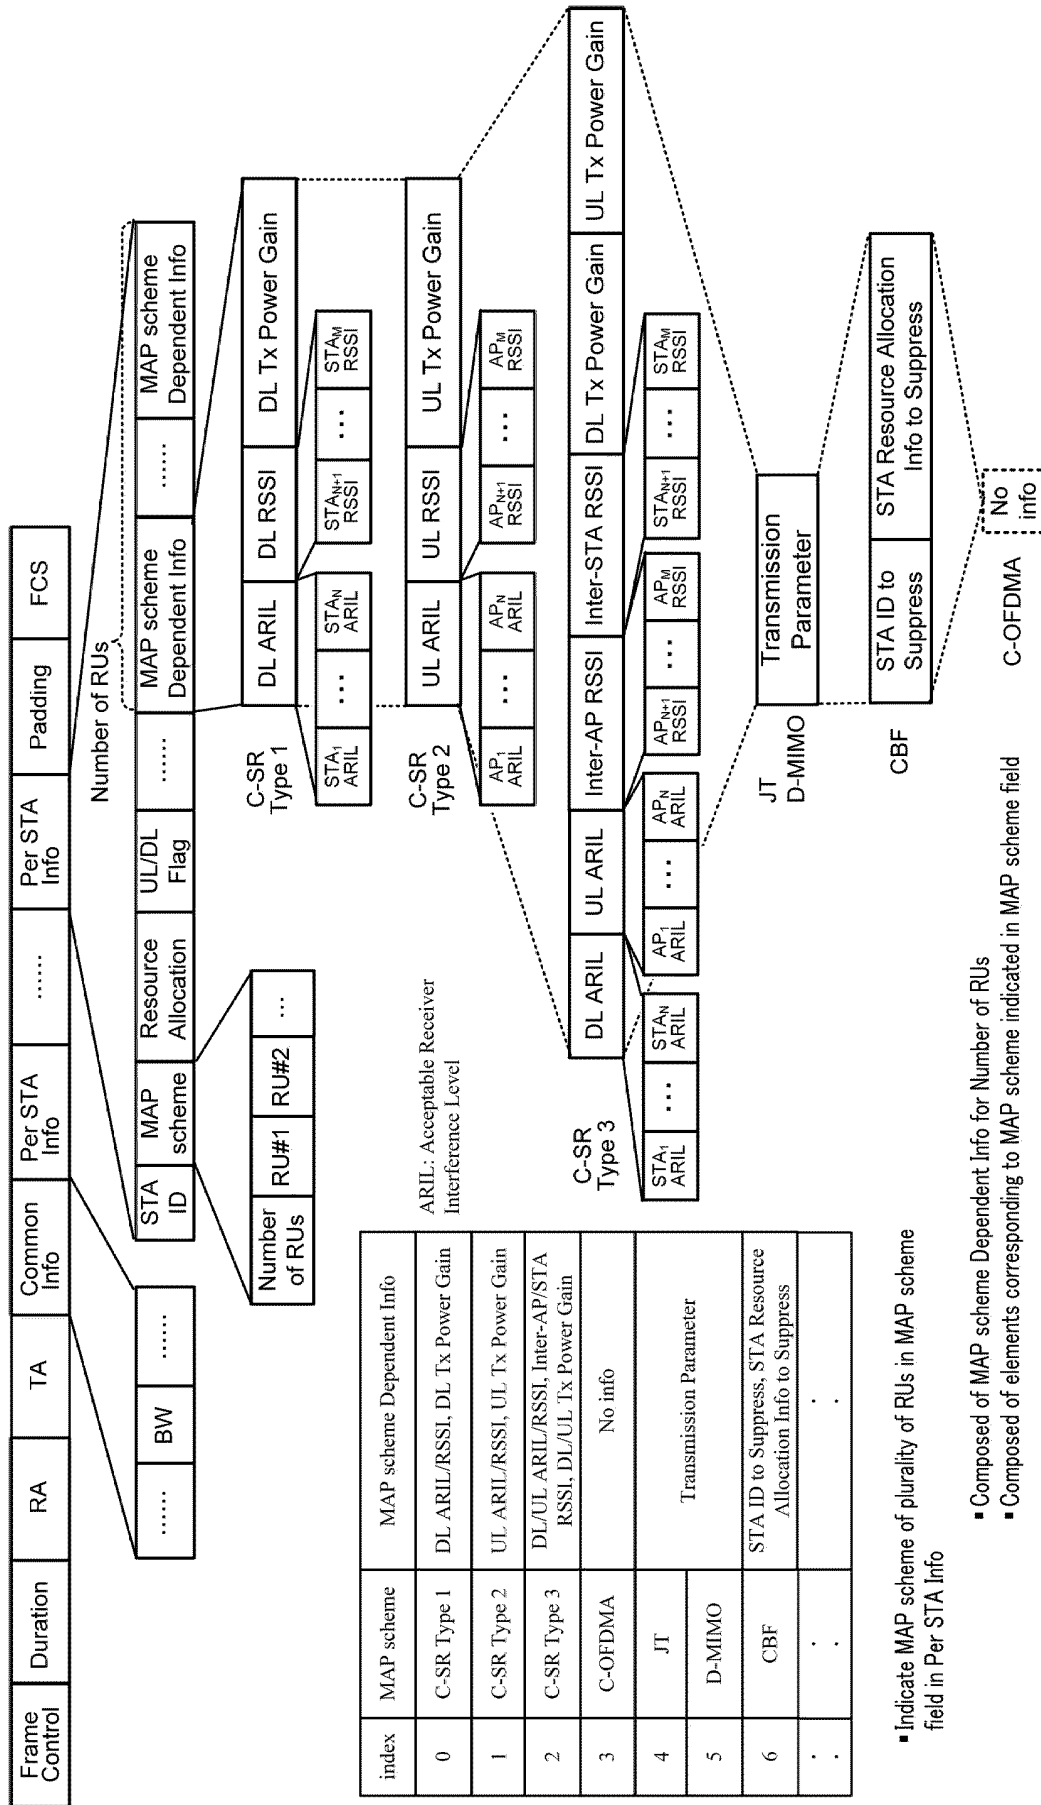 Frame
Control
Duration
RA
TA
Common
Info
Per STA
Info
......
Per STA
Info
Padding
FCS
......
BW
......
STA
ID
MAP
scheme
Resource
Allocation
UL/DL
Flag
......
Number of RUs
MAP scheme
Dependent Info
......
MAP scheme
Dependent Info
Number
of RUs
RU#1
RU#2
...
C-SR
Type 1
DL ARIL
DL RSSI
DL Tx Power Gain
STA1
ARIL
...
STAN
ARIL
STAN+1
RSSI
...
STAM
RSSI
ARIL: Acceptable Receiver
Interference Level
C-SR
Type 2
UL ARIL
UL RSSI
UL Tx Power Gain
AP1
ARIL
...
APN
ARIL
APN+1
RSSI
...
APM
RSSI
C-SR
Type 3
DL ARIL
UL ARIL
Inter-AP RSSI
Inter-STA RSSI
DL Tx Power Gain
UL Tx Power Gain
STA1
ARIL
...
STAN
ARIL
AP1
ARIL
...
APN
ARIL
APN+1
RSSI
...
APM
RSSI
STAN+1
RSSI
...
STAM
RSSI
JT
D-MIMO
Transmission
Parameter
CBF
STA ID to
Suppress
STA Resource Allocation
Info to Suppress
C-OFDMA
No
info
index MAP scheme MAP scheme Dependent Info
0 C-SR Type 1 DL ARIL/RSSI, DL Tx Power Gain
1 C-SR Type 2 UL ARIL/RSSI, UL Tx Power Gain
2 C-SR Type 3 DL/UL ARIL/RSSI, Inter-AP/STA
RSSI, DL/UL Tx Power Gain
3 C-OFDMA No info
4 JT Transmission Parameter
5 D-MIMO
6 CBF STA ID to Suppress, STA Resource
Allocation Info to Suppress
: : :
▪ Indicate MAP scheme of plurality of RUs in MAP scheme
field in Per STA Info
▪ Composed of MAP scheme Dependent Info for Number of RUs
▪ Composed of elements corresponding to MAP scheme indicated in MAP scheme field